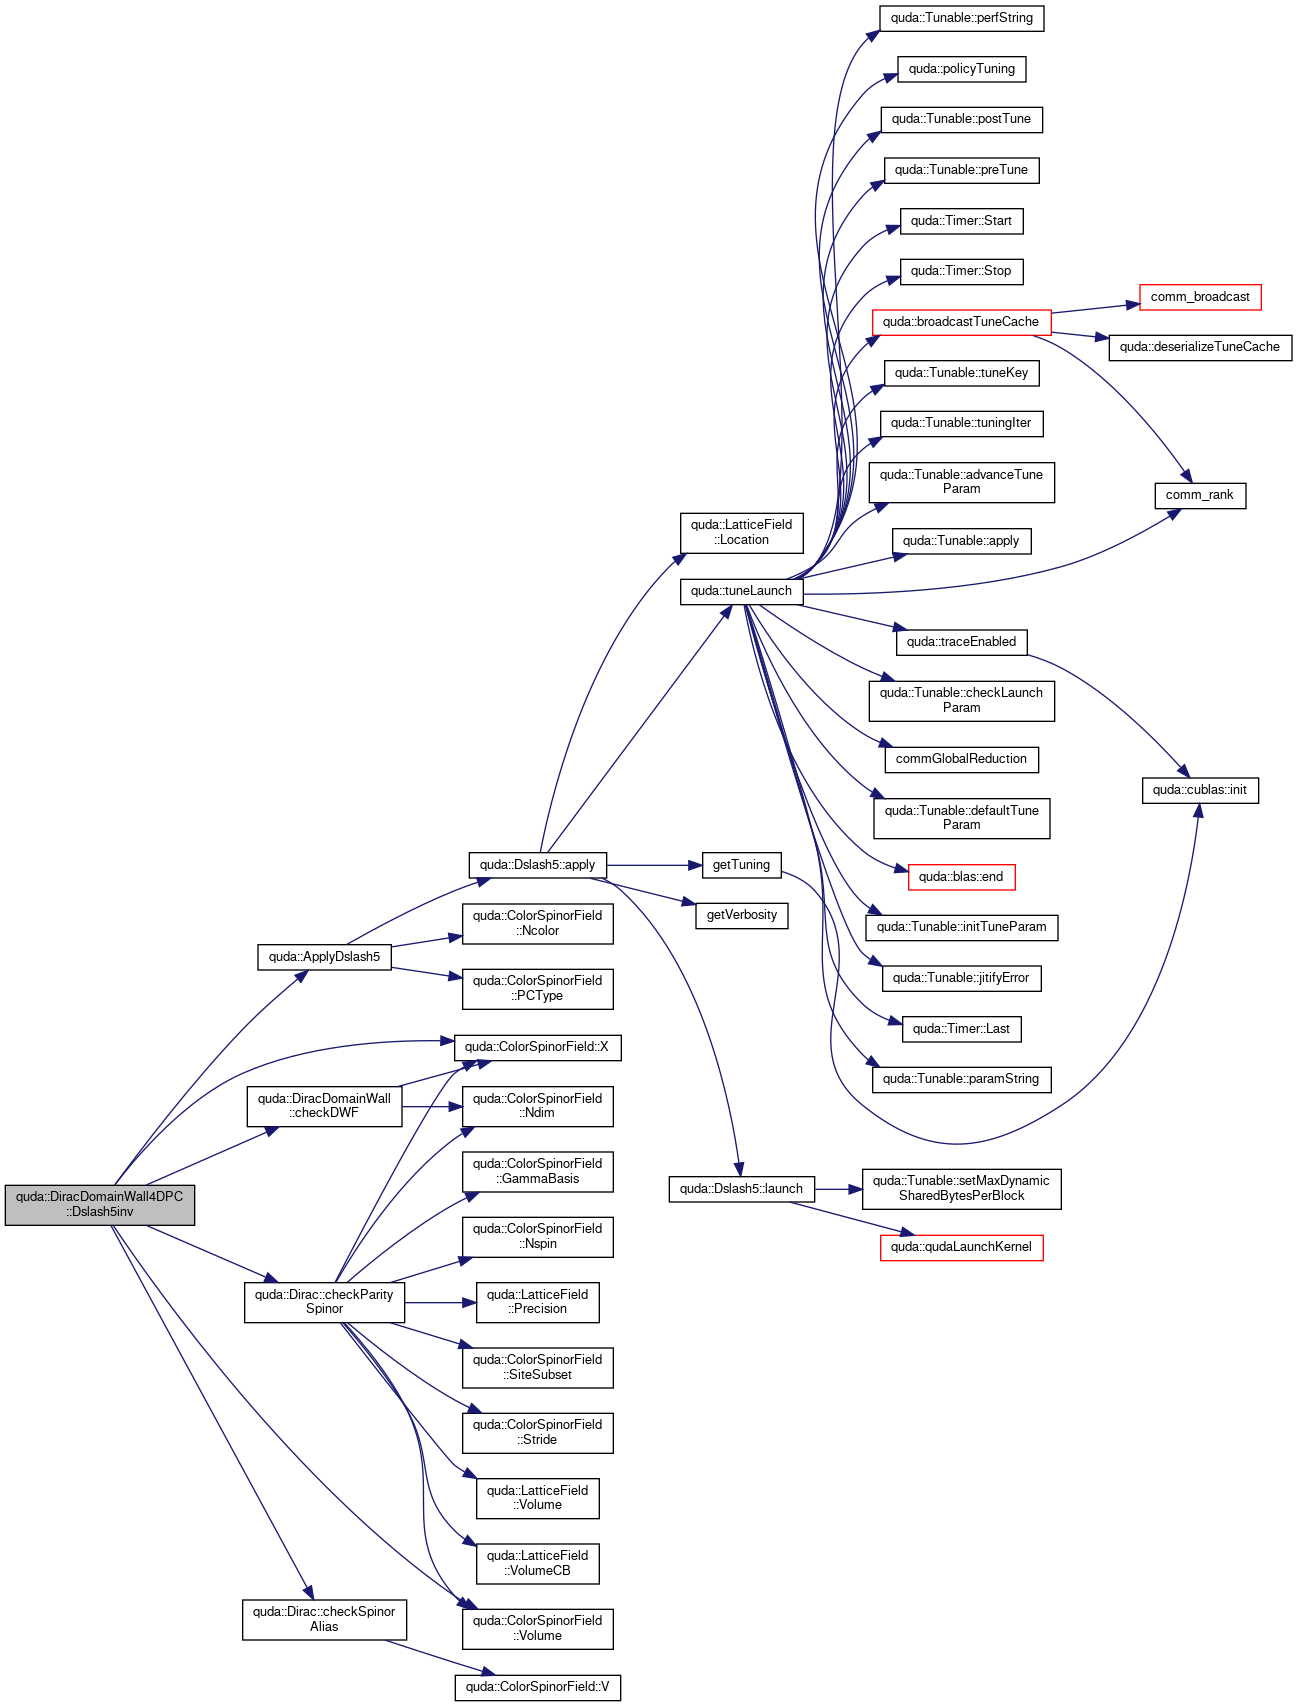 quda::Tunable::perfString
quda::policyTuning
quda::Tunable::postTune
quda::Tunable::preTune
quda::Timer::Start
quda::Timer::Stop
comm_broadcast
quda::broadcastTuneCache
quda::deserializeTuneCache
quda::Tunable::tuneKey
quda::Tunable::tuningIter
quda::Tunable::advanceTune
Param
comm_rank
quda::LatticeField
::Location
quda::Tunable::apply
quda::tuneLaunch
quda::traceEnabled
quda::Tunable::checkLaunch
Param
commGlobalReduction
quda::cublas::init
quda::Tunable::defaultTune
Param
quda::Dslash5::apply
getTuning
quda::blas::end
quda::ColorSpinorField
::Ncolor
getVerbosity
quda::Tunable::initTuneParam
quda::ApplyDslash5
quda::ColorSpinorField
::PCType
quda::Tunable::jitifyError
quda::Timer::Last
quda::ColorSpinorField::X
quda::Tunable::paramString
quda::DiracDomainWall
::checkDWF
quda::ColorSpinorField
::Ndim
quda::ColorSpinorField
::GammaBasis
quda::DiracDomainWall4DPC
::Dslash5inv
quda::Dslash5::launch
quda::Tunable::setMaxDynamic
SharedBytesPerBlock
quda::ColorSpinorField
::Nspin
quda::qudaLaunchKernel
quda::Dirac::checkParity
Spinor
quda::LatticeField
::Precision
quda::ColorSpinorField
::SiteSubset
quda::ColorSpinorField
::Stride
quda::LatticeField
::Volume
quda::LatticeField
::VolumeCB
quda::Dirac::checkSpinor
Alias
quda::ColorSpinorField
::Volume
quda::ColorSpinorField::V